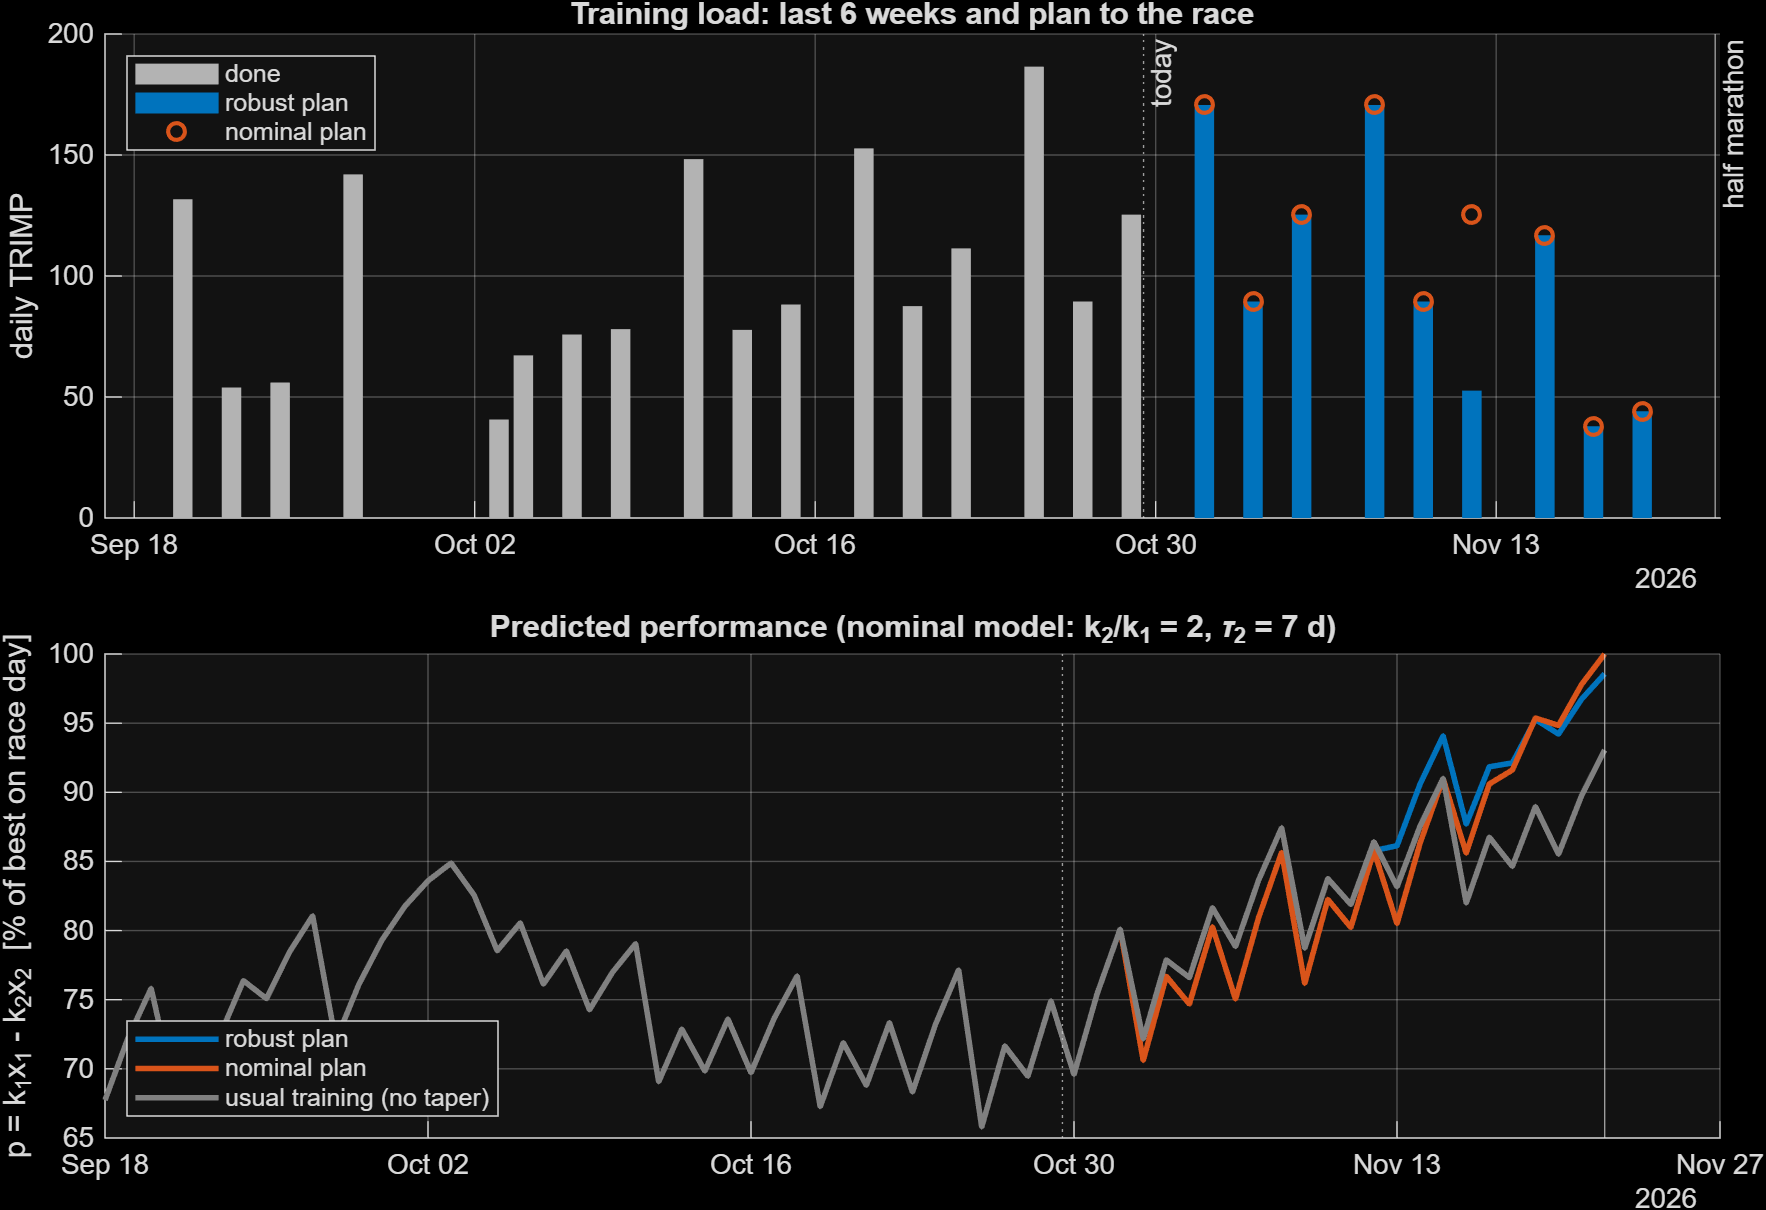 Training load: last 6 weeks and plan to the race
200
150
100
50
0
daily TRIMP
done
robust plan
nominal plan
today
half marathon
Sep 18
Oct 02
Oct 16
Oct 30
Nov 13
2026
Predicted performance (nominal model: k₂/k₁ = 2, τ₂ = 7 d)
100
95
90
85
80
75
70
65
p = k₁x₁ - k₂x₂ [% of best on race day]
robust plan
nominal plan
usual training (no taper)
Sep 18
Oct 02
Oct 16
Oct 30
Nov 13
Nov 27
2026